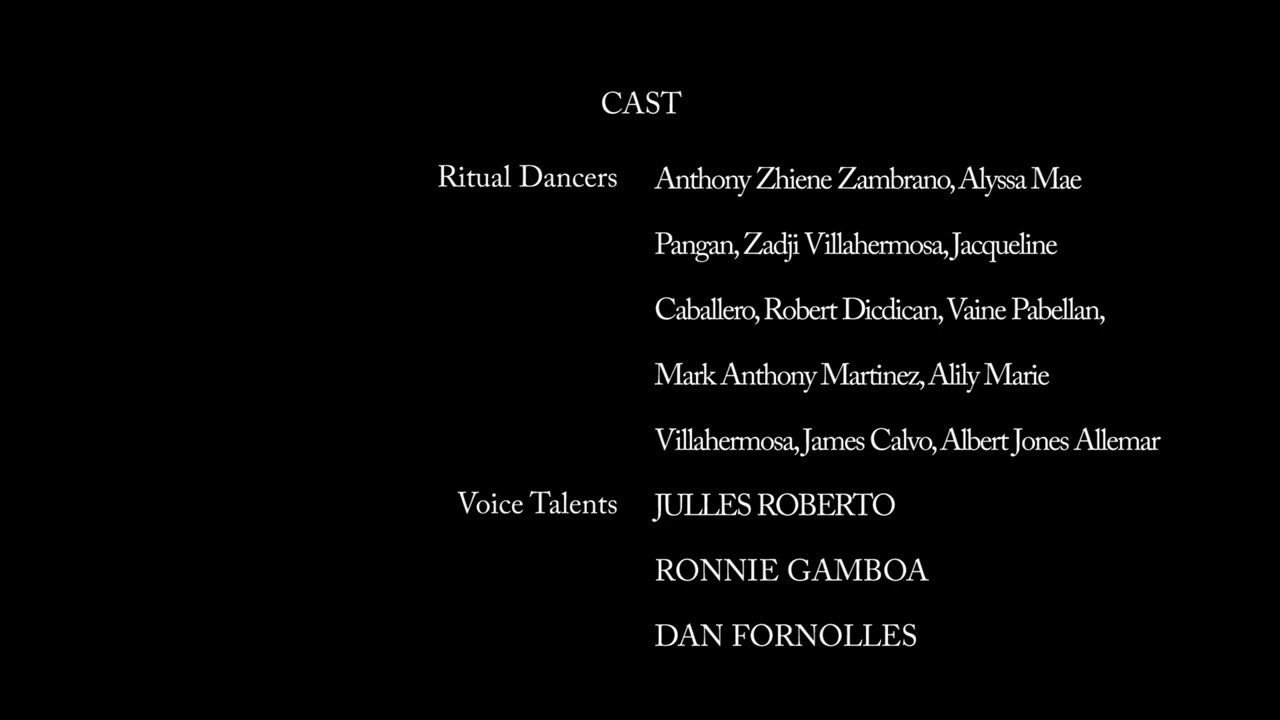 CAST
Ritual Dancers Anthony Zhiene Zambrano, Alyssa Mae
Pangan, Zadji Villahermosa, Jacqueline
Caballero, Robert Dicdican, Vaine Pabellan,
Mark Anthony Martinez, Alily Marie
Villahermosa, James Calvo, Albert Jones Allemar
Voice Talents JULLES ROBERTO
RONNIE GAMBOA
DAN FORNOLLES